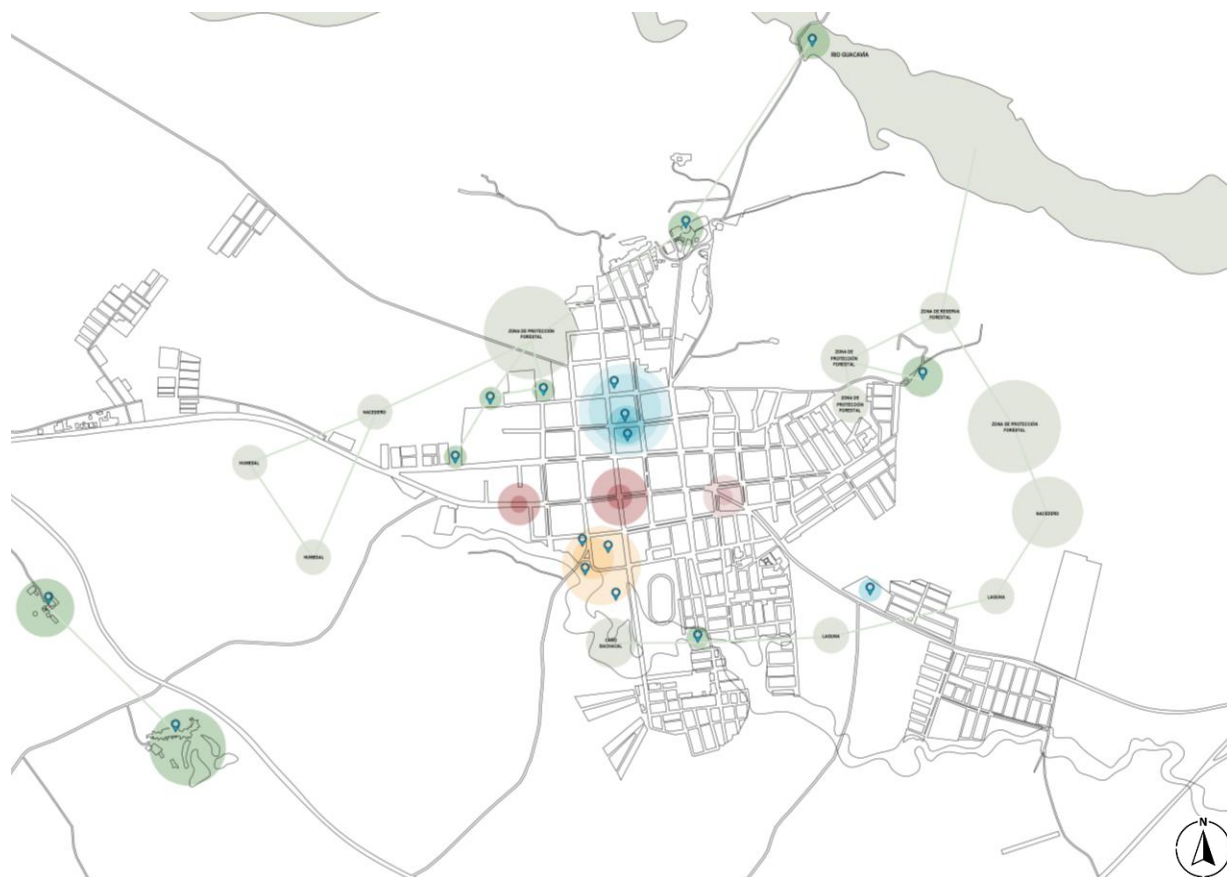 RIO GUACAVÍA
ZONA DE RESERVA
FORESTAL
ZONA DE PROTECCIÓN
FORESTAL
ZONA DE
PROTECCIÓN
FORESTAL
ZONA DE
PROTECCIÓN
FORESTAL
NACEDERO
ZONA DE PROTECCIÓN
FORESTAL
HUMEDAL
NACEDERO
HUMEDAL
LAGUNA
LAGUNA
CAÑO
N